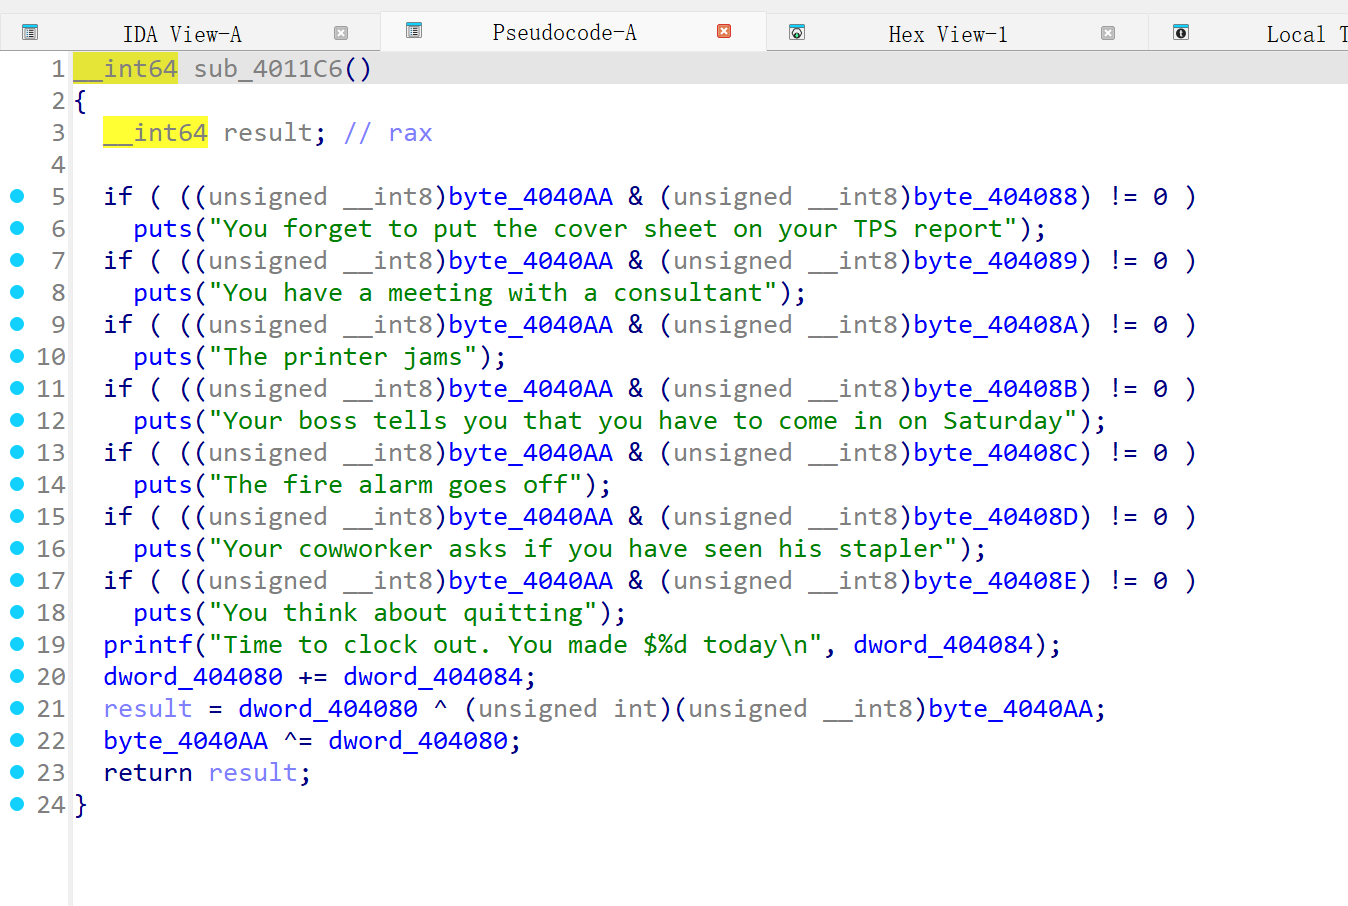 IDA View-A Pseudocode-A Hex View-1 Local T
1 __int64 sub_4011C6()
2 {
3   __int64 result; // rax
4
5   if ( ((unsigned __int8)byte_4040AA & (unsigned __int8)byte_404088) != 0 )
6     puts("You forget to put the cover sheet on your TPS report");
7   if ( ((unsigned __int8)byte_4040AA & (unsigned __int8)byte_404089) != 0 )
8     puts("You have a meeting with a consultant");
9   if ( ((unsigned __int8)byte_4040AA & (unsigned __int8)byte_40408A) != 0 )
10     puts("The printer jams");
11   if ( ((unsigned __int8)byte_4040AA & (unsigned __int8)byte_40408B) != 0 )
12     puts("Your boss tells you that you have to come in on Saturday");
13   if ( ((unsigned __int8)byte_4040AA & (unsigned __int8)byte_40408C) != 0 )
14     puts("The fire alarm goes off");
15   if ( ((unsigned __int8)byte_4040AA & (unsigned __int8)byte_40408D) != 0 )
16     puts("Your cowworker asks if you have seen his stapler");
17   if ( ((unsigned __int8)byte_4040AA & (unsigned __int8)byte_40408E) != 0 )
18     puts("You think about quitting");
19   printf("Time to clock out. You made $%d today\n", dword_404084);
20   dword_404080 += dword_404084;
21   result = dword_404080 ^ (unsigned int)(unsigned __int8)byte_4040AA;
22   byte_4040AA ^= dword_404080;
23   return result;
24 }